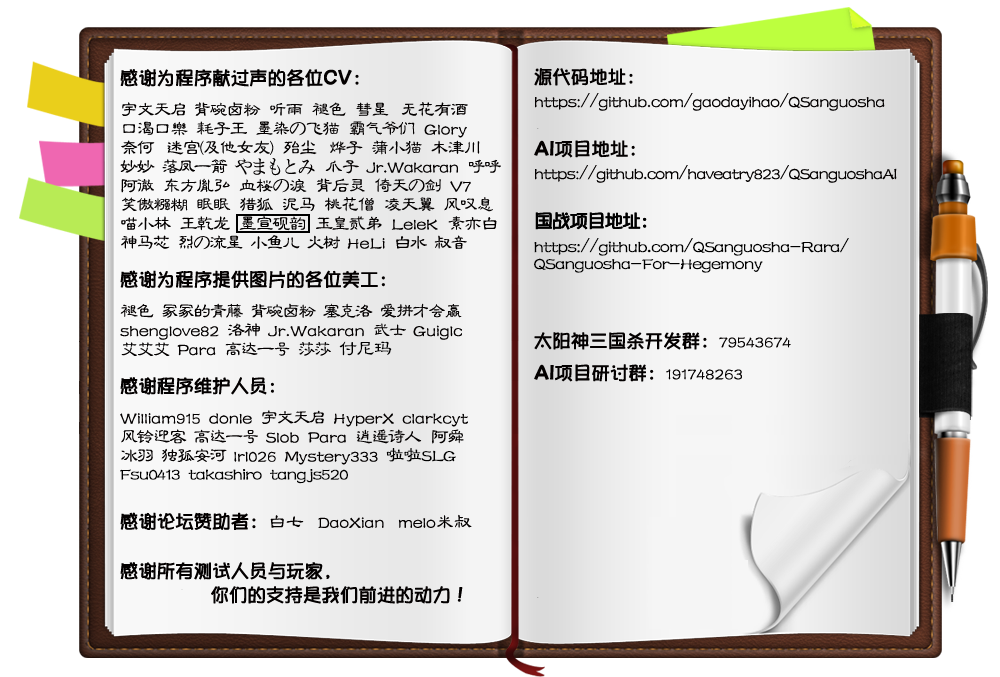 感谢为程序献过声的各位CV：
宇文天启 背碗卤粉 听雨 褪色 彗星 无花有酒
口渴口樂 耗子王 墨染の飞猫 霸气爷们 Glory
奈何 迷宫(及他女友) 殆尘 烨子 蒲小猫 木津川
妙妙 落凤一箭 やまもとみ 爪子 Jr.Wakaran 呼呼
阿澈 东方胤弘 血桜の涙 背后灵 倚天の剑 V7
笑傲糨糊 眠眠 猎狐 泥马 桃花僧 凌天翼 风叹息
喵小林 王乾龙 墨宣砚韵 玉皇贰弟 LeleK 素亦白
神马芯 烈の流星 小鱼儿 火树 HeLi 白水 叔音
感谢为程序提供图片的各位美工：
褪色 冢冢的青藤 背碗卤粉 塞克洛 爱拼才会赢
shenglove82 洛神 Jr.Wakaran 武士 Guigic
艾艾艾 Para 高达一号 莎莎 付尼玛
感谢程序维护人员：
William915 donle 宇文天启 HyperX clarkcyt
风铃迎客 高达一号 Slob Para 逍遥诗人 阿舜
冰羽 独孤安河 lrl026 Mystery333 啦啦SLG
Fsu0413 takashiro tangjs520
感谢论坛赞助者：白七 DaoXian melo米叔
感谢所有测试人员与玩家，
你们的支持是我们前进的动力！
源代码地址：
https://github.com/gaodayihao/QSanguosha
AI项目地址：
https://github.com/haveatry823/QSanguoshaAI
国战项目地址：
https://github.com/QSanguosha-Rara/
QSanguosha-For-Hegemony
太阳神三国杀开发群：79543674
AI项目研讨群：191748263